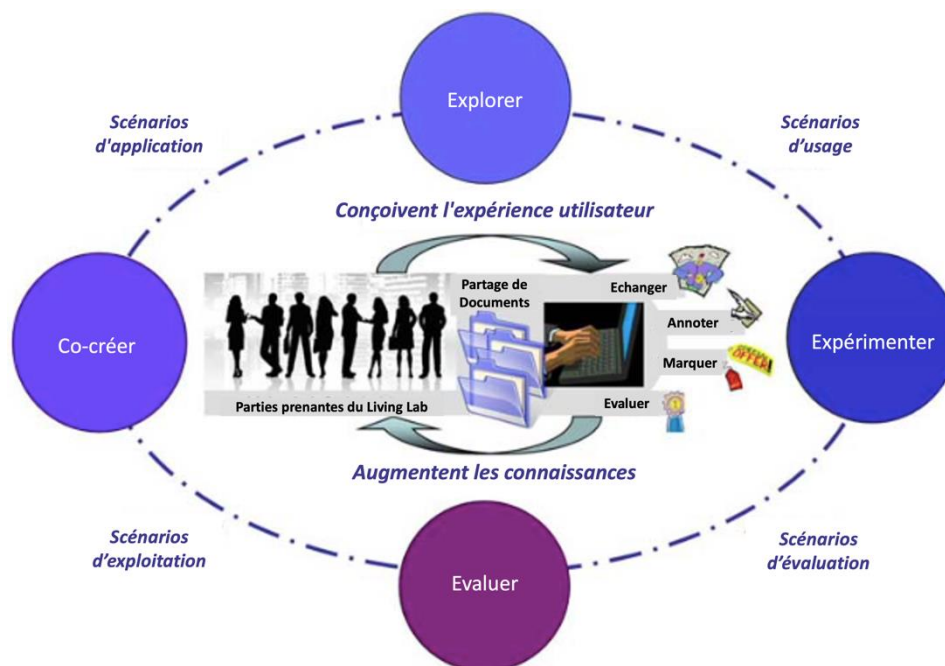 Explorer
Scénarios
d'application
Scénarios
d’usage
Conçoivent l'expérience utilisateur
Partage de
Documents
Echanger
Annoter
Marquer
Evaluer
Parties prenantes du Living Lab
Co-créer
Expérimenter
Augmentent les connaissances
Scénarios
d’exploitation
Scénarios
d’évaluation
Evaluer